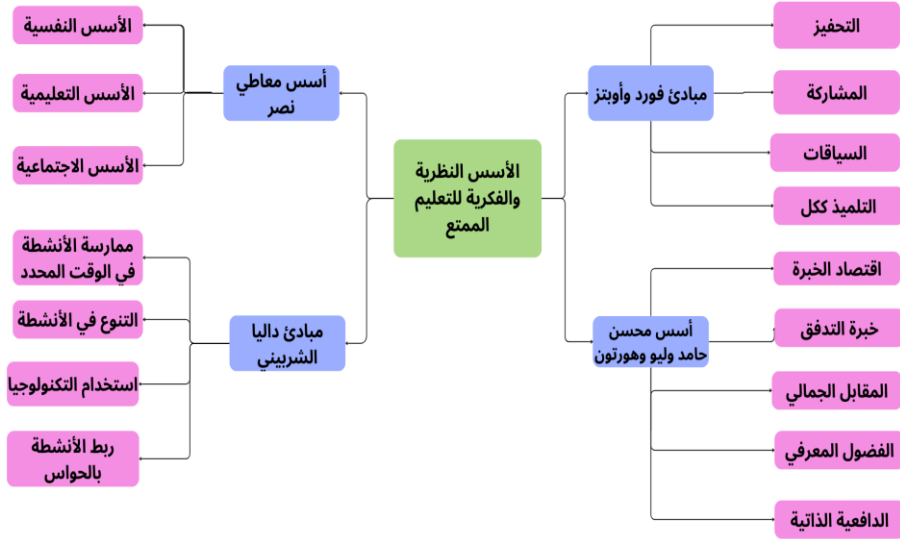 الأسس النظرية
والفكرية للتعليم
الممتع
مبادئ فورد وأوبتز
التحفيز
المشاركة
السياقات
التلميذ ككل
أسس محسن
حامد وليو وهورتون
اقتصاد الخبرة
خبرة التدفق
المقابل الجمالي
الفضول المعرفي
الدافعية الذاتية
أسس معاطي
نصر
الأسس النفسية
الأسس التعليمية
الأسس الاجتماعية
مبادئ داليا
الشربيني
ممارسة الأنشطة
في الوقت المحدد
التنوع في الأنشطة
استخدام التكنولوجيا
ربط الأنشطة
بالحواس